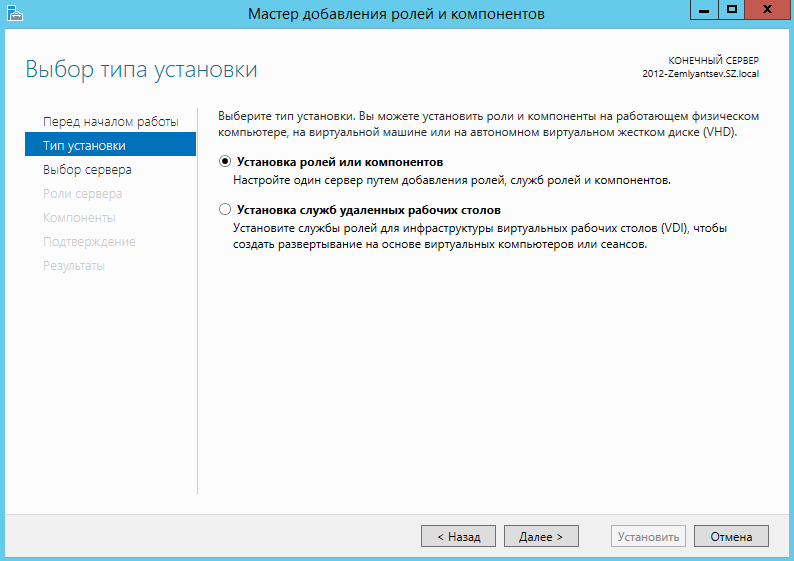 Мастер добавления ролей и компонентов
Выбор типа установки
КОНЕЧНЫЙ СЕРВЕР
2012-Zemlyantsev.SZ.local
Перед началом работы
Тип установки
Выбор сервера
Роли сервера
Компоненты
Подтверждение
Результаты
Выберите тип установки. Вы можете установить роли и компоненты на работающем физическом
компьютере, на виртуальной машине или на автономном виртуальном жестком диске (VHD).
Установка ролей или компонентов
Настройте один сервер путем добавления ролей, служб ролей и компонентов.
Установка служб удаленных рабочих столов
Установите службы ролей для инфраструктуры виртуальных рабочих столов (VDI), чтобы
создать развертывание на основе виртуальных компьютеров или сеансов.
< Назад
Далее >
Установить
Отмена